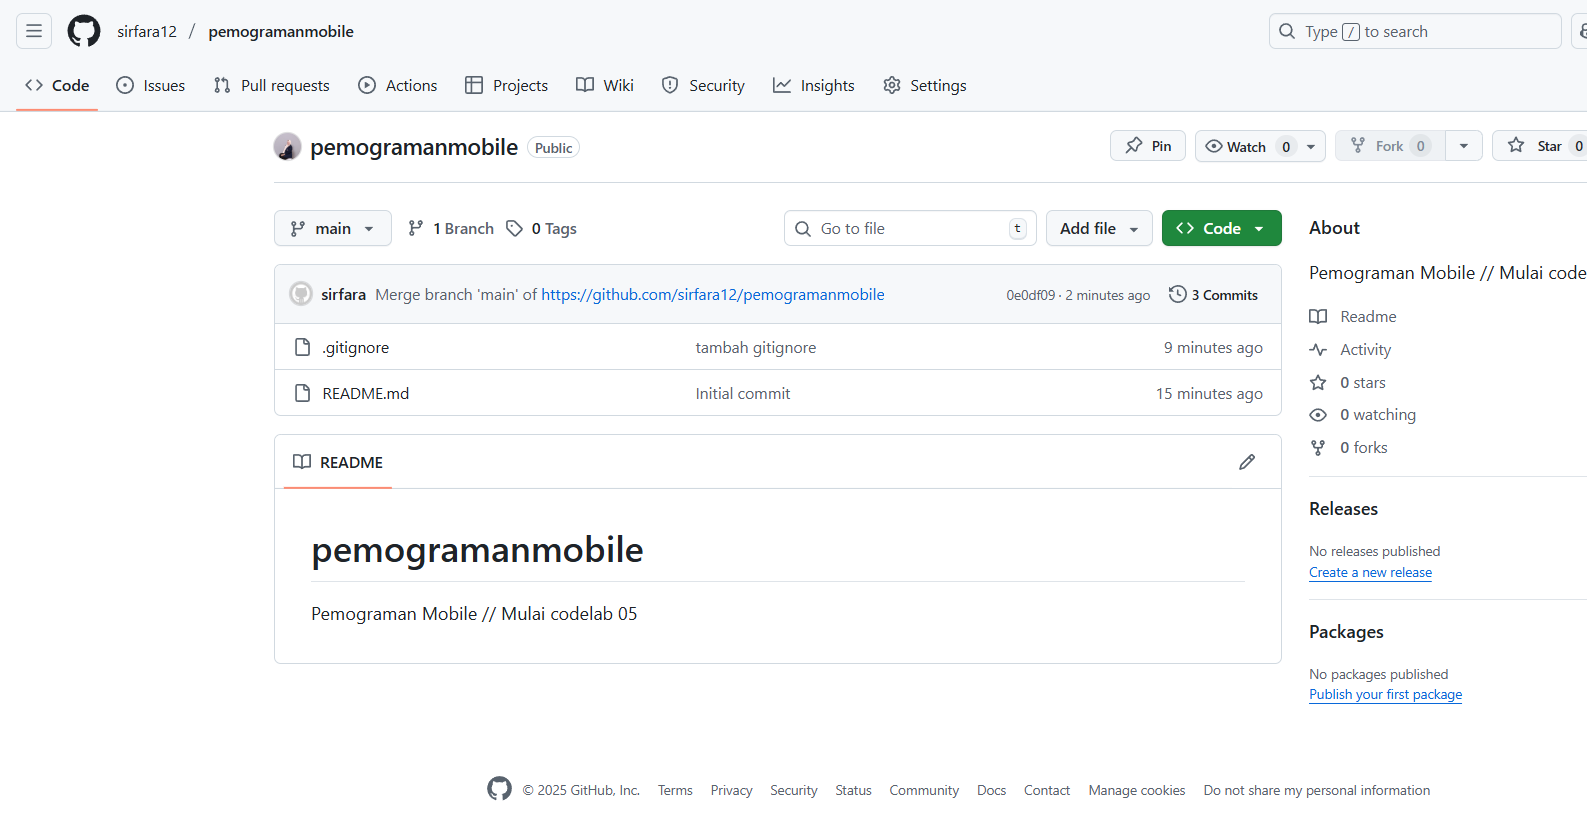 sirfara12 / pemogramanmobile
Type / to search
Code Issues Pull requests Actions Projects Wiki Security Insights Settings
pemogramanmobile Public
Pin Watch 0 Fork 0 Star 0
main 1 Branch 0 Tags Go to file t Add file Code
sirfara Merge branch 'main' of https://github.com/sirfara12/pemogramanmobile 0e0df09 · 2 minutes ago 3 Commits
.gitignore tambah gitignore 9 minutes ago
README.md Initial commit 15 minutes ago
README
pemogramanmobile
Pemograman Mobile // Mulai codelab 05
About
Pemograman Mobile // Mulai code
Readme
Activity
0 stars
0 watching
0 forks
Releases
No releases published
Create a new release
Packages
No packages published
Publish your first package
© 2025 GitHub, Inc. Terms Privacy Security Status Community Docs Contact Manage cookies Do not share my personal information